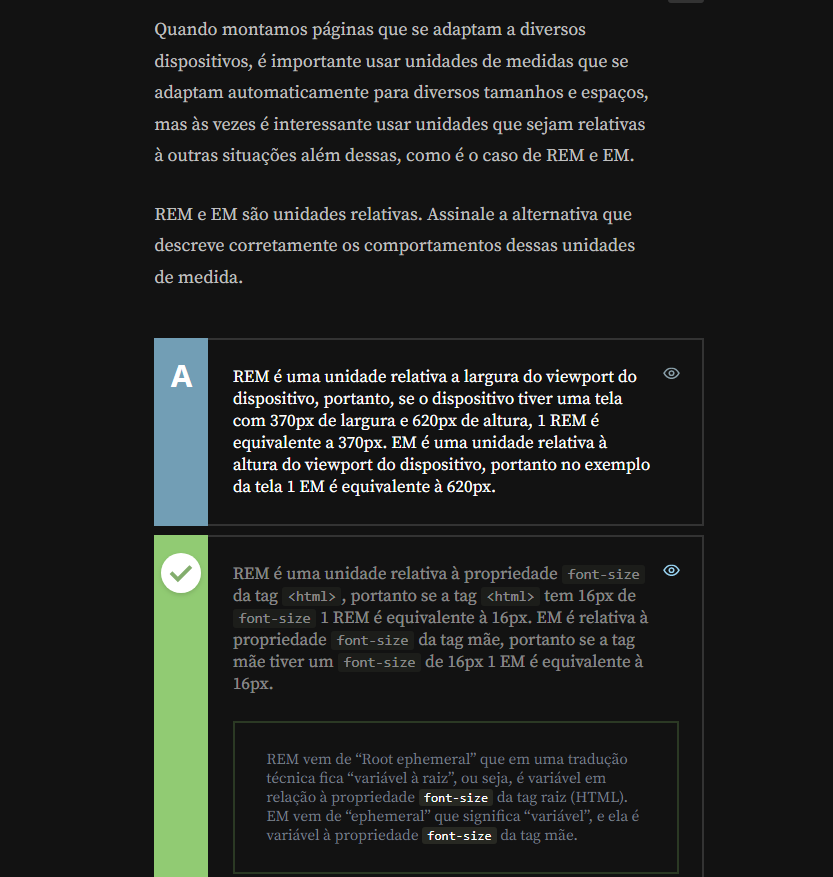 Quando montamos páginas que se adaptam a diversos
dispositivos, é importante usar unidades de medidas que se
adaptam automaticamente para diversos tamanhos e espaços,
mas às vezes é interessante usar unidades que sejam relativas
à outras situações além dessas, como é o caso de REM e EM.
REM e EM são unidades relativas. Assinale a alternativa que
descreve corretamente os comportamentos dessas unidades
de medida.
A
REM é uma unidade relativa a largura do viewport do
dispositivo, portanto, se o dispositivo tiver uma tela
com 370px de largura e 620px de altura, 1 REM é
equivalente a 370px. EM é uma unidade relativa à
altura do viewport do dispositivo, portanto no exemplo
da tela 1 EM é equivalente à 620px.
REM é uma unidade relativa à propriedade font-size
da tag <html>, portanto se a tag <html> tem 16px de
font-size 1 REM é equivalente à 16px. EM é relativa à
propriedade font-size da tag mãe, portanto se a tag
mãe tiver um font-size de 16px 1 EM é equivalente à
16px.
REM vem de “Root ephemeral” que em uma tradução
técnica fica “variável à raiz”, ou seja, é variável em
relação à propriedade font-size da tag raiz (HTML).
EM vem de “ephemeral” que significa “variável”, e ela é
variável à propriedade font-size da tag mãe.